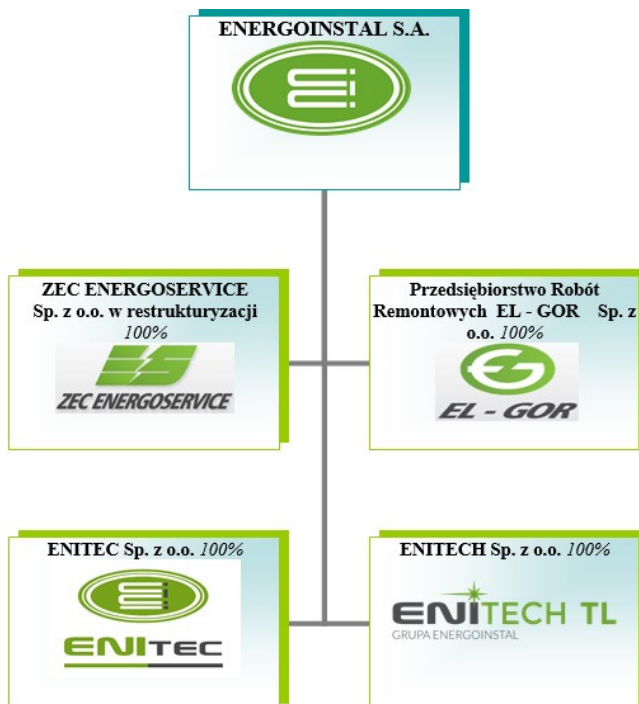 ENERGOINSTAL S.A.
ZEC ENERGOSERVICE
Sp. z o.o. w restrukturyzacji
100%
ZEC ENERGOSERVICE
Przedsiębiorstwo Robót
Remontowych EL - GOR Sp. z
o.o. 100%
EL - GOR
ENITEC Sp. z o.o. 100%
ENITEC
ENITECH Sp. z o.o. 100%
ENITECH TL
GRUPA ENERGOINSTAL